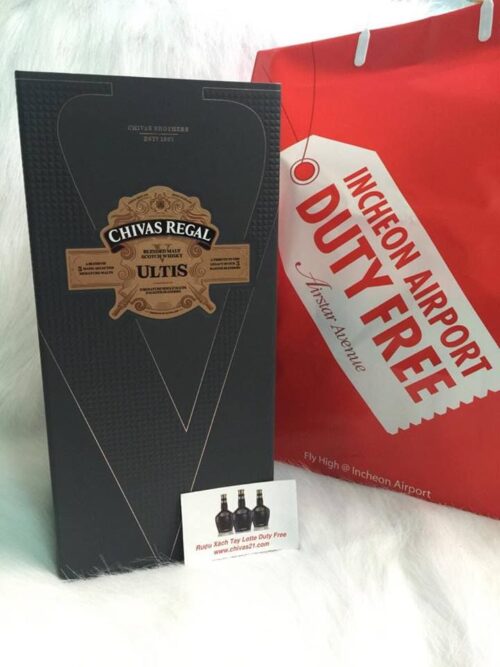 CHIVAS BROTHERS
ESTD 1801
CHIVAS REGAL
BLENDED MALT
SCOTCH WHISKY
ULTIS
INCHEON AIRPORT
DUTY FREE
Airstar Avenue
Fly High @ Incheon Airport
Rượu Xách Tay Lotte Duty Free
www.chivas21.com